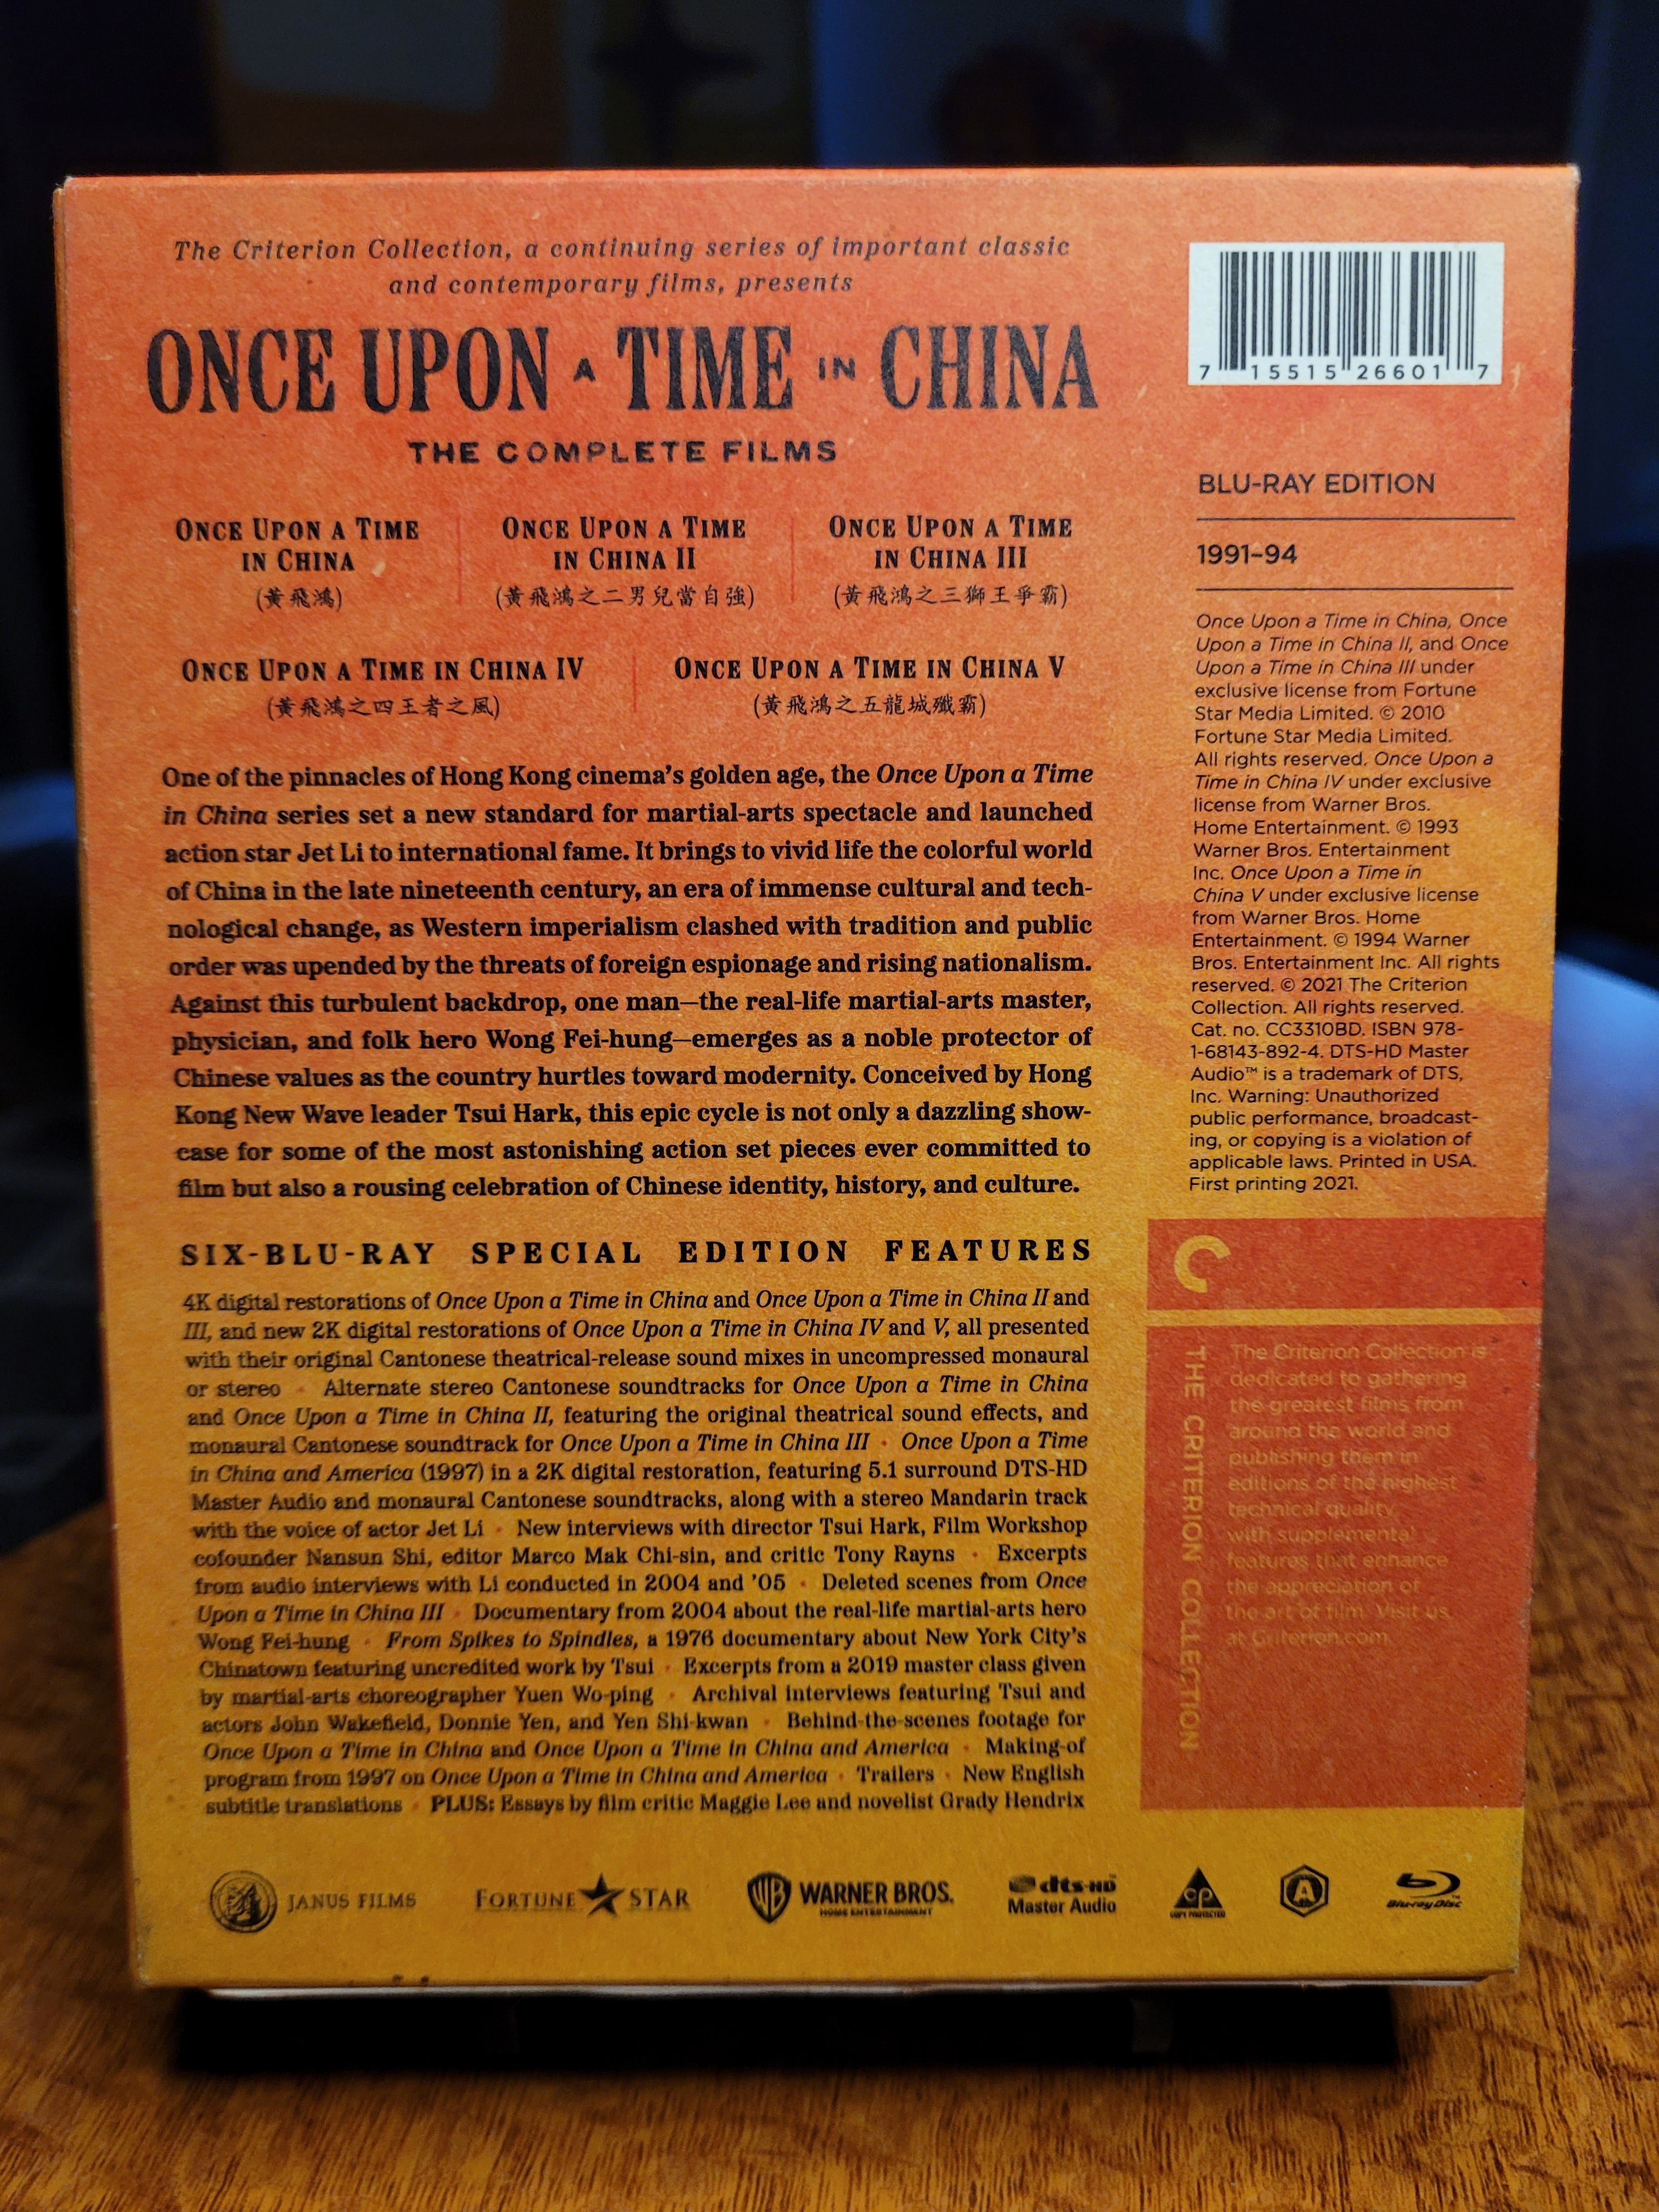 The Criterion Collection, a continuing series of important classic
and contemporary films, presents
ONCE UPON A TIME IN CHINA
THE COMPLETE FILMS
ONCE UPON A TIME
IN CHINA
(黃飛鴻)
ONCE UPON A TIME
IN CHINA II
(黃飛鴻之二男兒當自強)
ONCE UPON A TIME
IN CHINA III
(黃飛鴻之三獅王爭霸)
ONCE UPON A TIME IN CHINA IV
(黃飛鴻之四王者之風)
ONCE UPON A TIME IN CHINA V
(黃飛鴻之五龍城殲霸)
One of the pinnacles of Hong Kong cinema's golden age, the Once Upon a Time
in China series set a new standard for martial-arts spectacle and launched
action star Jet Li to international fame. It brings to vivid life the colorful world
of China in the late nineteenth century, an era of immense cultural and tech-
nological change, as Western imperialism clashed with tradition and public
order was upended by the threats of foreign espionage and rising nationalism.
Against this turbulent backdrop, one man—the real-life martial-arts master,
physician, and folk hero Wong Fei-hung—emerges as a noble protector of
Chinese values as the country hurtles toward modernity. Conceived by Hong
Kong New Wave leader Tsui Hark, this epic cycle is not only a dazzling show-
case for some of the most astonishing action set pieces ever committed to
film but also a rousing celebration of Chinese identity, history, and culture.
SIX-BLU-RAY SPECIAL EDITION FEATURES
4K digital restorations of Once Upon a Time in China and Once Upon a Time in China II and
III, and new 2K digital restorations of Once Upon a Time in China IV and V, all presented
with their original Cantonese theatrical-release sound mixes in uncompressed monaural
or stereo • Alternate stereo Cantonese soundtracks for Once Upon a Time in China
and Once Upon a Time in China II, featuring the original theatrical sound effects, and
monaural Cantonese soundtrack for Once Upon a Time in China III • Once Upon a Time
in China and America (1997) in a 2K digital restoration, featuring 5.1 surround DTS-HD
Master Audio and monaural Cantonese soundtracks, along with a stereo Mandarin track
with the voice of actor Jet Li • New interviews with director Tsui Hark, Film Workshop
cofounder Nansun Shi, editor Marco Mak Chi-sin, and critic Tony Rayns • Excerpts
from audio interviews with Li conducted in 2004 and '05 • Deleted scenes from Once
Upon a Time in China III • Documentary from 2004 about the real-life martial-arts hero
Wong Fei-hung • From Spikes to Spindles, a 1976 documentary about New York City's
Chinatown featuring uncredited work by Tsui • Excerpts from a 2019 master class given
by martial-arts choreographer Yuen Wo-ping • Archival interviews featuring Tsui and
actors John Wakefield, Donnie Yen, and Yen Shi-kwan • Behind-the-scenes footage for
Once Upon a Time in China and Once Upon a Time in China and America • Making-of
program from 1997 on Once Upon a Time in China and America • Trailers • New English
subtitle translations • PLUS: Essays by film critic Maggie Lee and novelist Grady Hendrix
7 15515 26601 7
BLU-RAY EDITION
1991–94
Once Upon a Time in China, Once
Upon a Time in China II, and Once
Upon a Time in China III under
exclusive license from Fortune
Star Media Limited. © 2010
Fortune Star Media Limited.
All rights reserved. Once Upon a
Time in China IV under exclusive
license from Warner Bros.
Home Entertainment. © 1993
Warner Bros. Entertainment
Inc. Once Upon a Time in
China V under exclusive license
from Warner Bros. Home
Entertainment. © 1994 Warner
Bros. Entertainment Inc. All rights
reserved. © 2021 The Criterion
Collection. All rights reserved.
Cat. no. CC3310BD. ISBN 978-
1-68143-892-4. DTS-HD Master
Audio™ is a trademark of DTS,
Inc. Warning: Unauthorized
public performance, broadcast-
ing, or copying is a violation of
applicable laws. Printed in USA.
First printing 2021.
THE CRITERION COLLECTION
The Criterion Collection is
dedicated to gathering
the greatest films from
around the world and
publishing them in
editions of the highest
technical quality,
with supplemental
features that enhance
the appreciation of
the art of film. Visit us
at Criterion.com
JANUS FILMS
FORTUNE STAR
WB WARNER BROS.
HOME ENTERTAINMENT
dts-HD
Master Audio
cp
COPY PROTECTED
A
Blu-ray Disc™